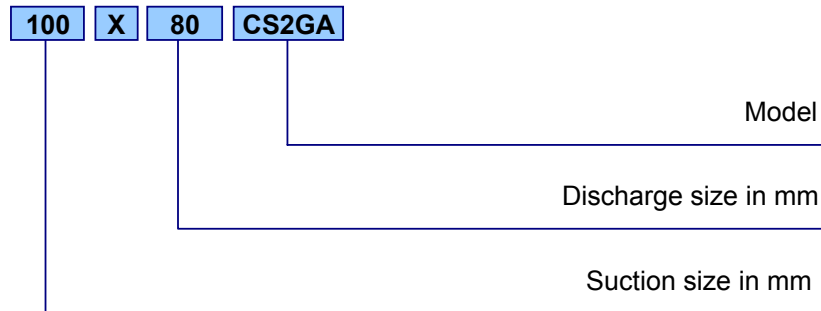 100 X 80 CS2GA
Model
Discharge size in mm
Suction size in mm